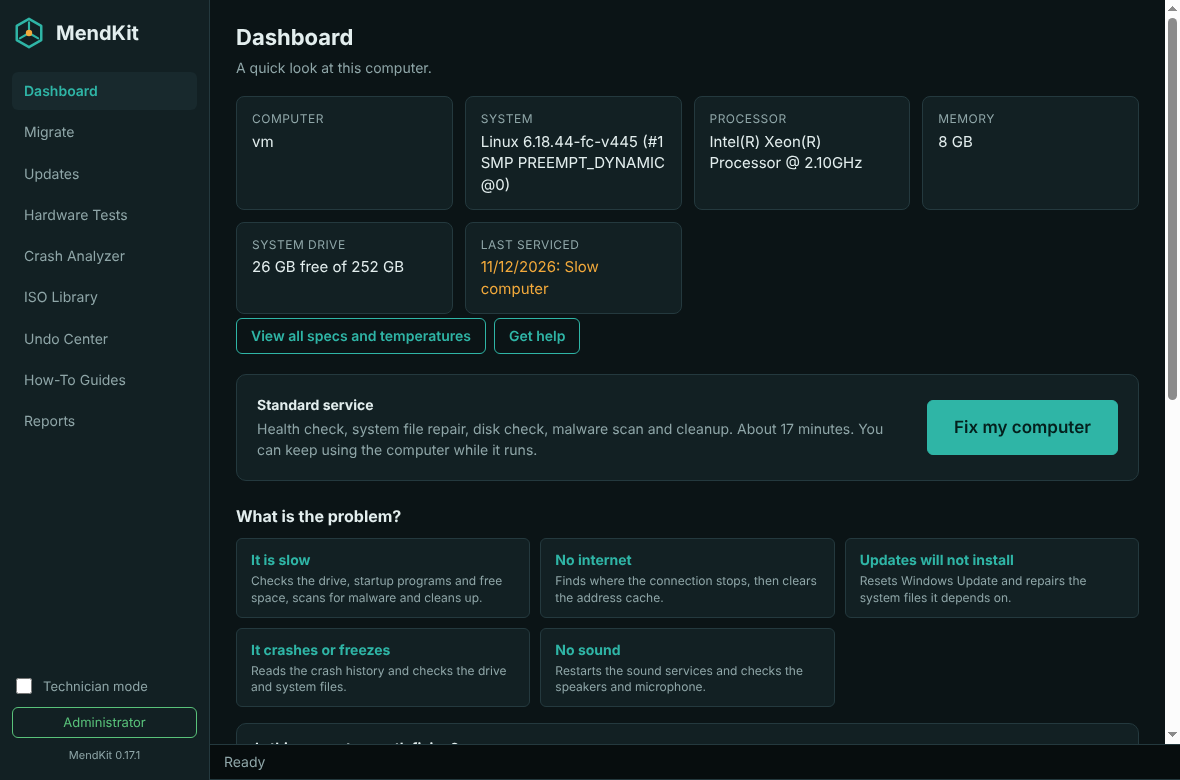 MendKit
Dashboard
Migrate
Updates
Hardware Tests
Crash Analyzer
ISO Library
Undo Center
How-To Guides
Reports
Technician mode
Administrator
MendKit 0.17.1
Dashboard
A quick look at this computer.
COMPUTER
vm
SYSTEM
Linux 6.18.44-fc-v445 (#1
SMP PREEMPT_DYNAMIC
@0)
PROCESSOR
Intel(R) Xeon(R)
Processor @ 2.10GHz
MEMORY
8 GB
SYSTEM DRIVE
26 GB free of 252 GB
LAST SERVICED
11/12/2026: Slow
computer
View all specs and temperatures
Get help
Standard service
Health check, system file repair, disk check, malware scan and cleanup. About 17 minutes. You
can keep using the computer while it runs.
Fix my computer
What is the problem?
It is slow
Checks the drive, startup programs and free
space, scans for malware and cleans up.
No internet
Finds where the connection stops, then clears
the address cache.
Updates will not install
Resets Windows Update and repairs the
system files it depends on.
It crashes or freezes
Reads the crash history and checks the drive
and system files.
No sound
Restarts the sound services and checks the
speakers and microphone.
Ready